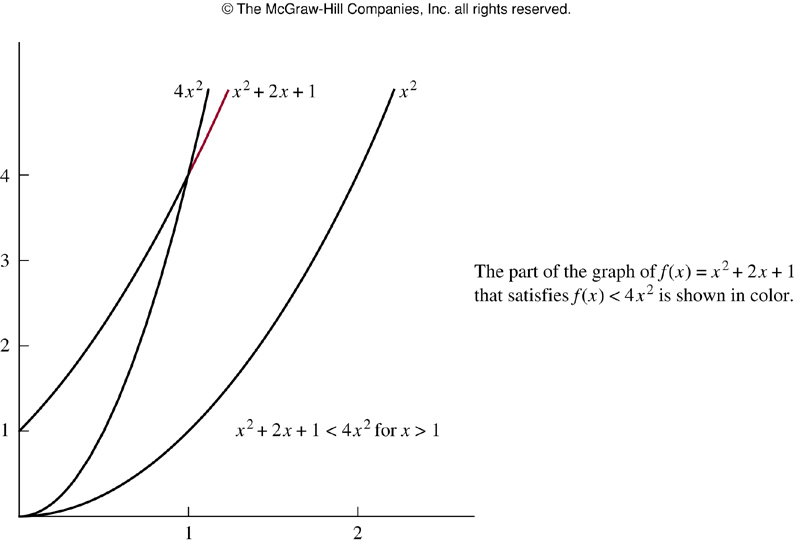 © The McGraw-Hill Companies, Inc. all rights reserved.
4x² x² + 2x + 1 x²
4
3
The part of the graph of f(x) = x² + 2x + 1
that satisfies f(x) < 4x² is shown in color.
2
1 x² + 2x + 1 < 4x² for x > 1
1 2